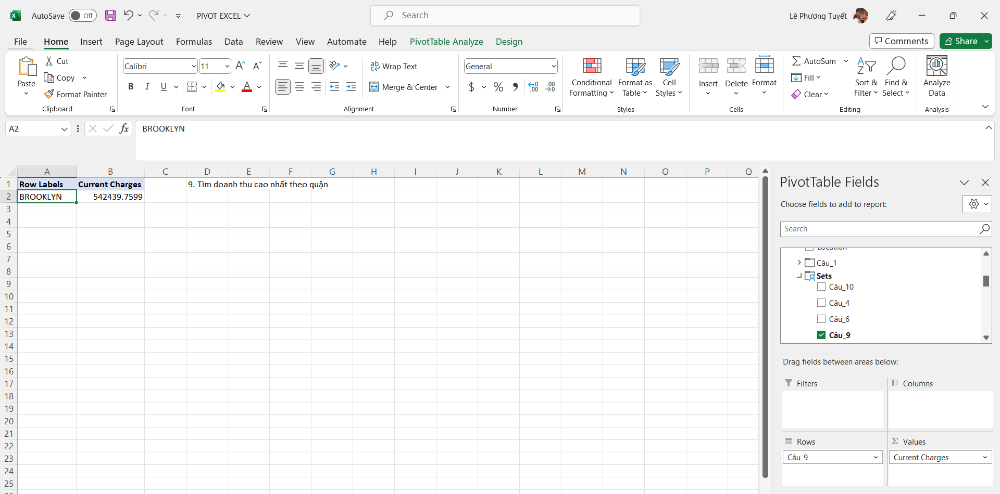 AutoSave Off PIVOT EXCEL Search Lê Phương Tuyết
File Home Insert Page Layout Formulas Data Review View Automate Help PivotTable Analyze Design Comments Share
Paste
Cut
Copy
Format Painter
Clipboard
Calibri 11
B I U A
Font
Wrap Text
Merge & Center
Alignment
General
$ % , .00 .00
Number
Conditional Formatting
Format as Table
Cell Styles
Styles
Insert Delete Format
Cells
AutoSum
Fill
Clear
Sort & Filter
Find & Select
Editing
Analyze Data
Analysis
A2 fx BROOKLYN
A B C D E F G H I J K L M N O P Q
1 Row Labels Current Charges 9. Tìm doanh thu cao nhất theo quận
2 BROOKLYN 542439.7599
3
4
5
6
7
8
9
10
11
12
13
14
15
16
17
18
19
20
21
22
23
24
25
PivotTable Fields
Choose fields to add to report:
Search
Location
Câu_1
Sets
Câu_10
Câu_4
Câu_6
Câu_9
Drag fields between areas below:
Filters Columns
Rows Values
Câu_9 Current Charges